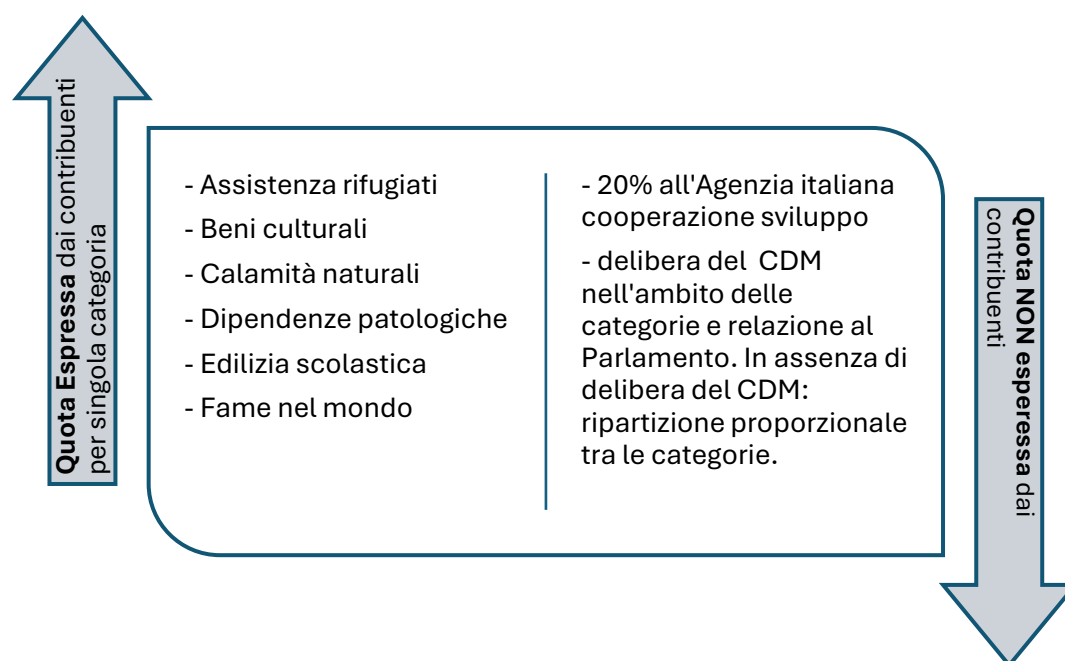 Quota Espressa dai contribuenti
per singola categoria
- Assistenza rifugiati
- Beni culturali
- Calamità naturali
- Dipendenze patologiche
- Edilizia scolastica
- Fame nel mondo
- 20% all'Agenzia italiana
cooperazione sviluppo
- delibera del  CDM
nell'ambito delle
categorie e relazione al
Parlamento. In assenza di
delibera del CDM:
ripartizione proporzionale
tra le categorie.
Quota NON esperessa dai
contribuenti